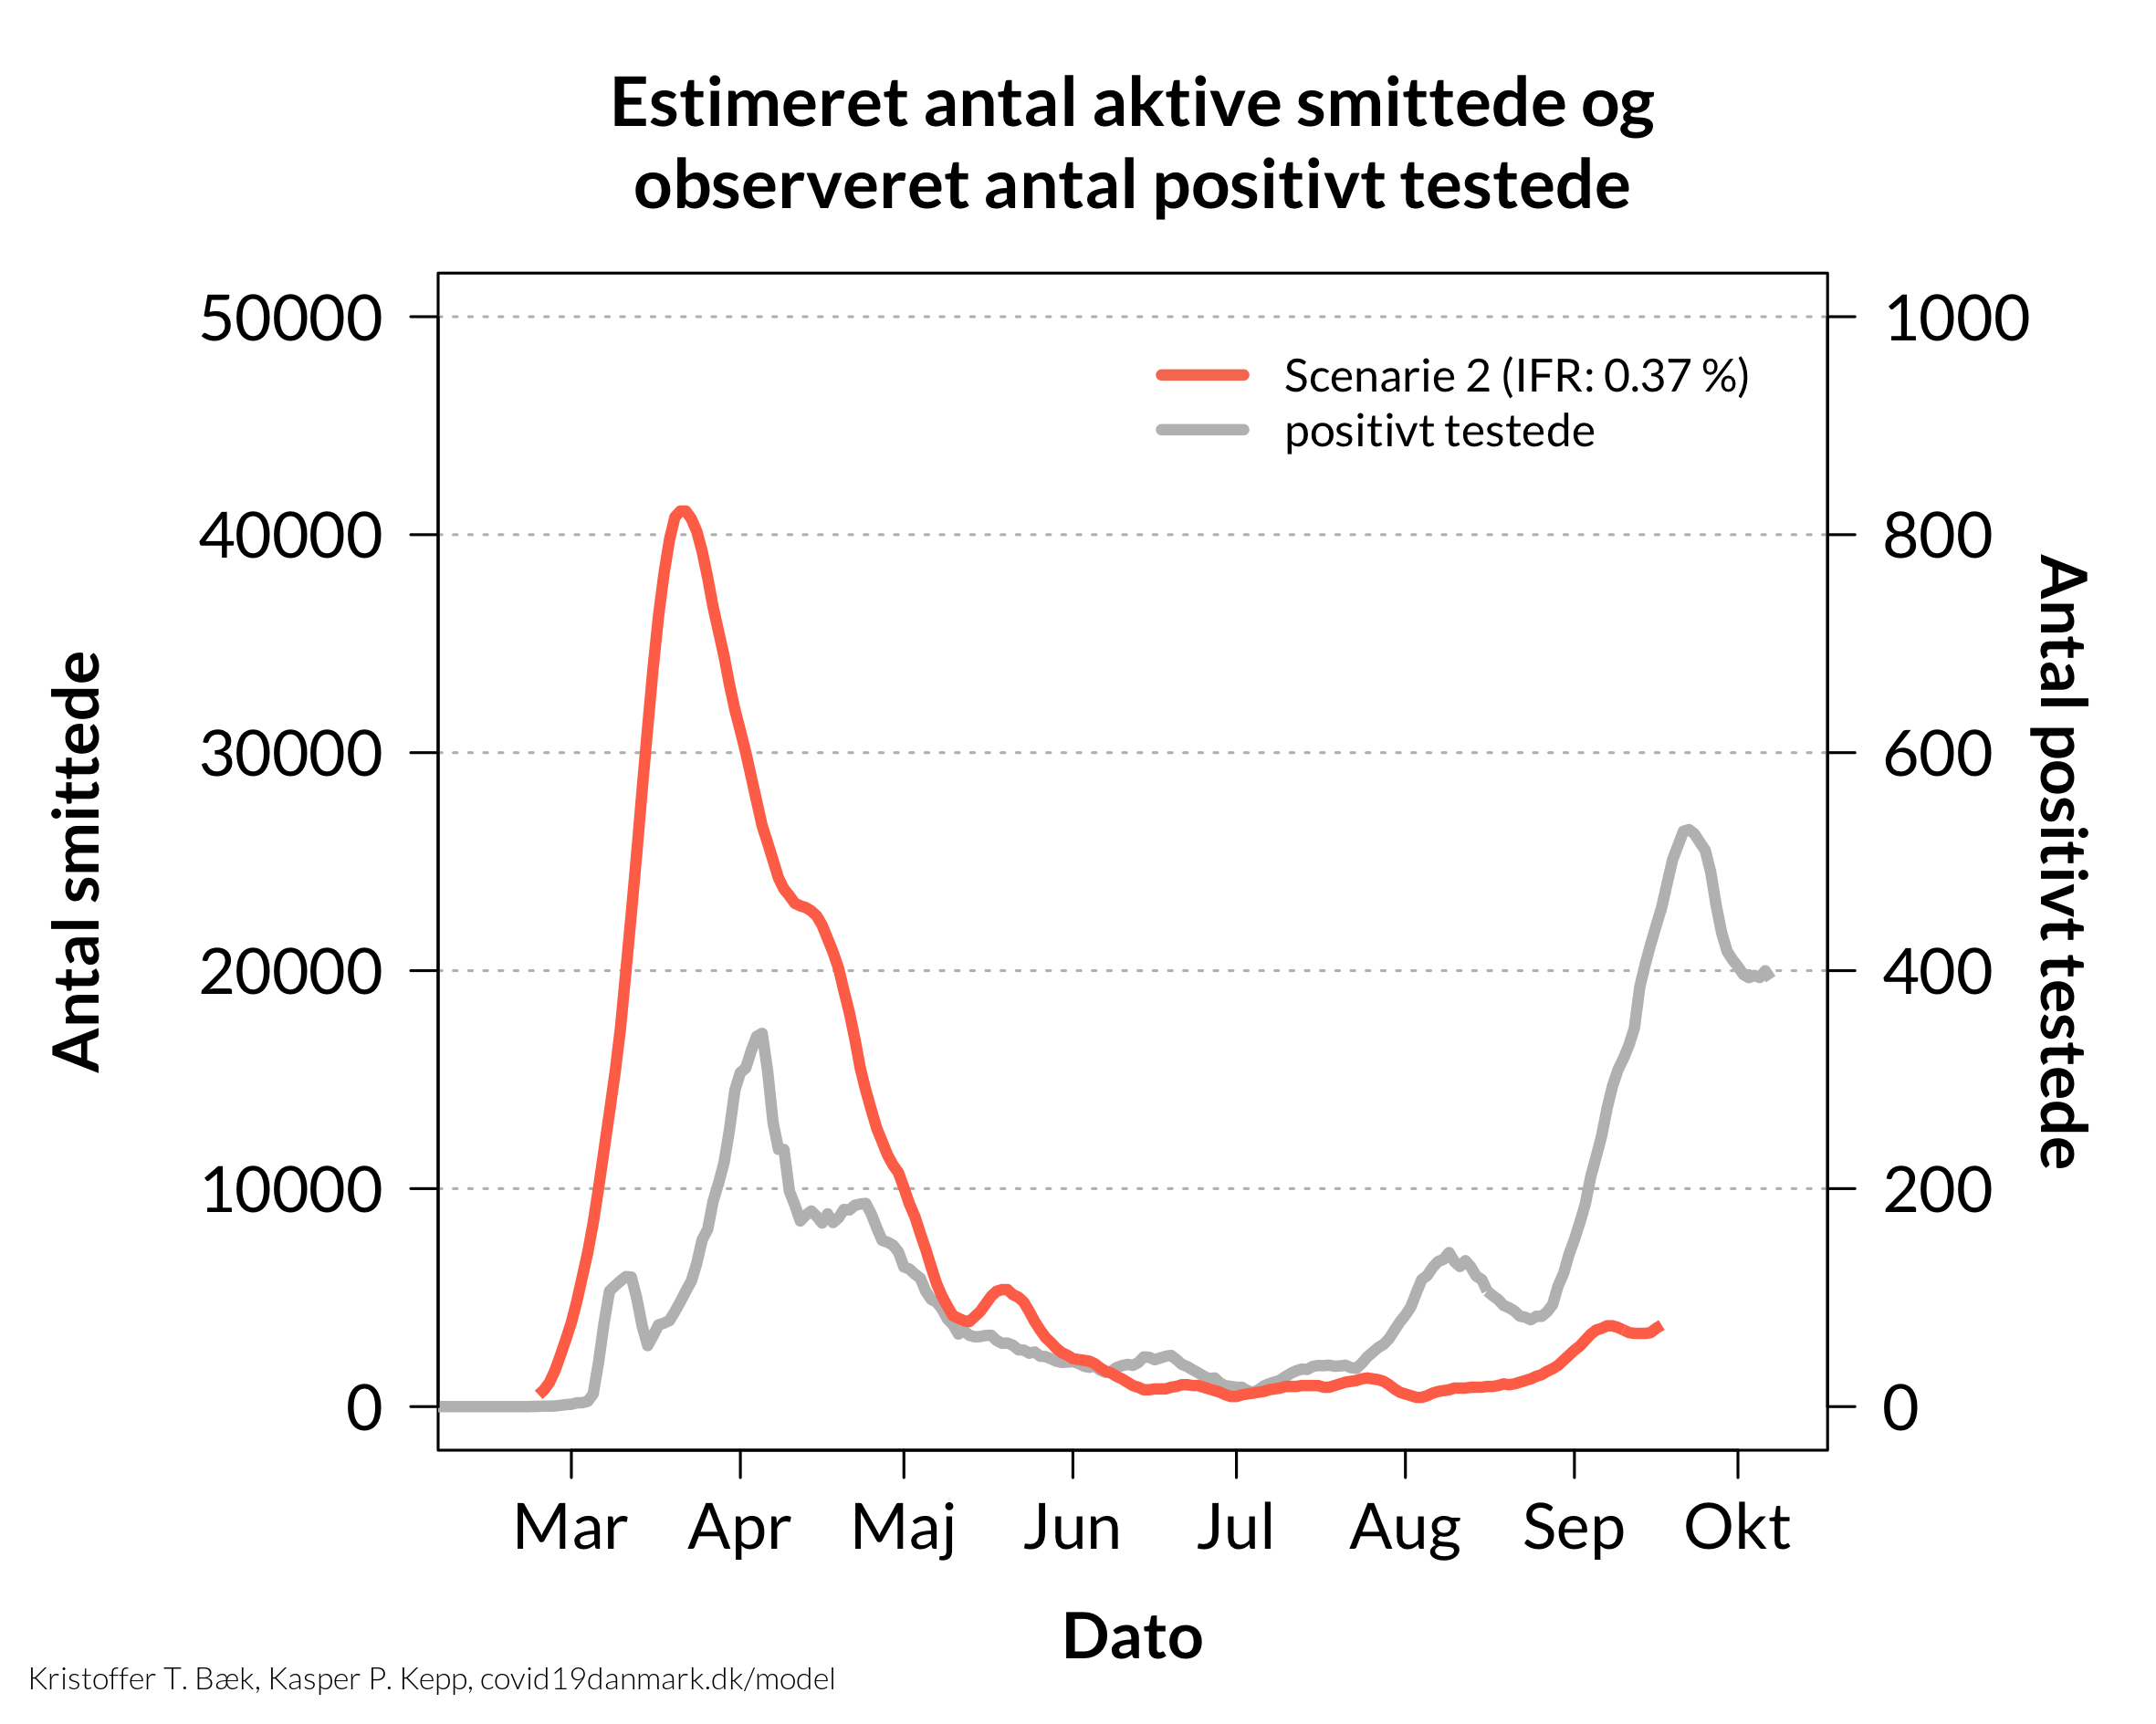 Estimeret antal aktive smittede og
observeret antal positivt testede
50000
40000
30000
20000
10000
0
Antal smittede
1000
800
600
400
200
0
Antal positivt testede
Scenarie 2 (IFR: 0.37 %)
positivt testede
Mar Apr Maj Jun Jul Aug Sep Okt
Dato
Kristoffer T. Bæk, Kasper P. Kepp, covid19danmark.dk/model